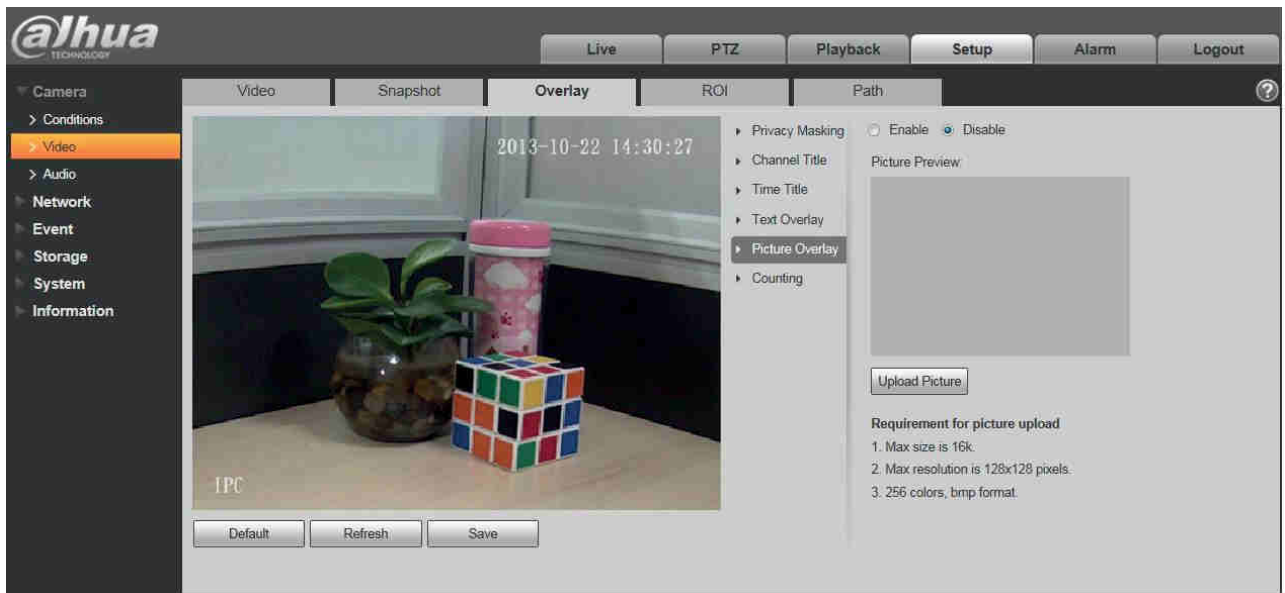 alhua
TECHNOLOGY
Live PTZ Playback Setup Alarm Logout
Camera
Conditions
Video
Audio
Network
Event
Storage
System
Information
Video Snapshot Overlay ROI Path ?
2013-10-22 14:30:27
IPC
Default Refresh Save
Privacy Masking
Channel Title
Time Title
Text Overlay
Picture Overlay
Counting
Enable Disable
Picture Preview:
Upload Picture
Requirement for picture upload
1. Max size is 16k.
2. Max resolution is 128x128 pixels.
3. 256 colors, bmp format.